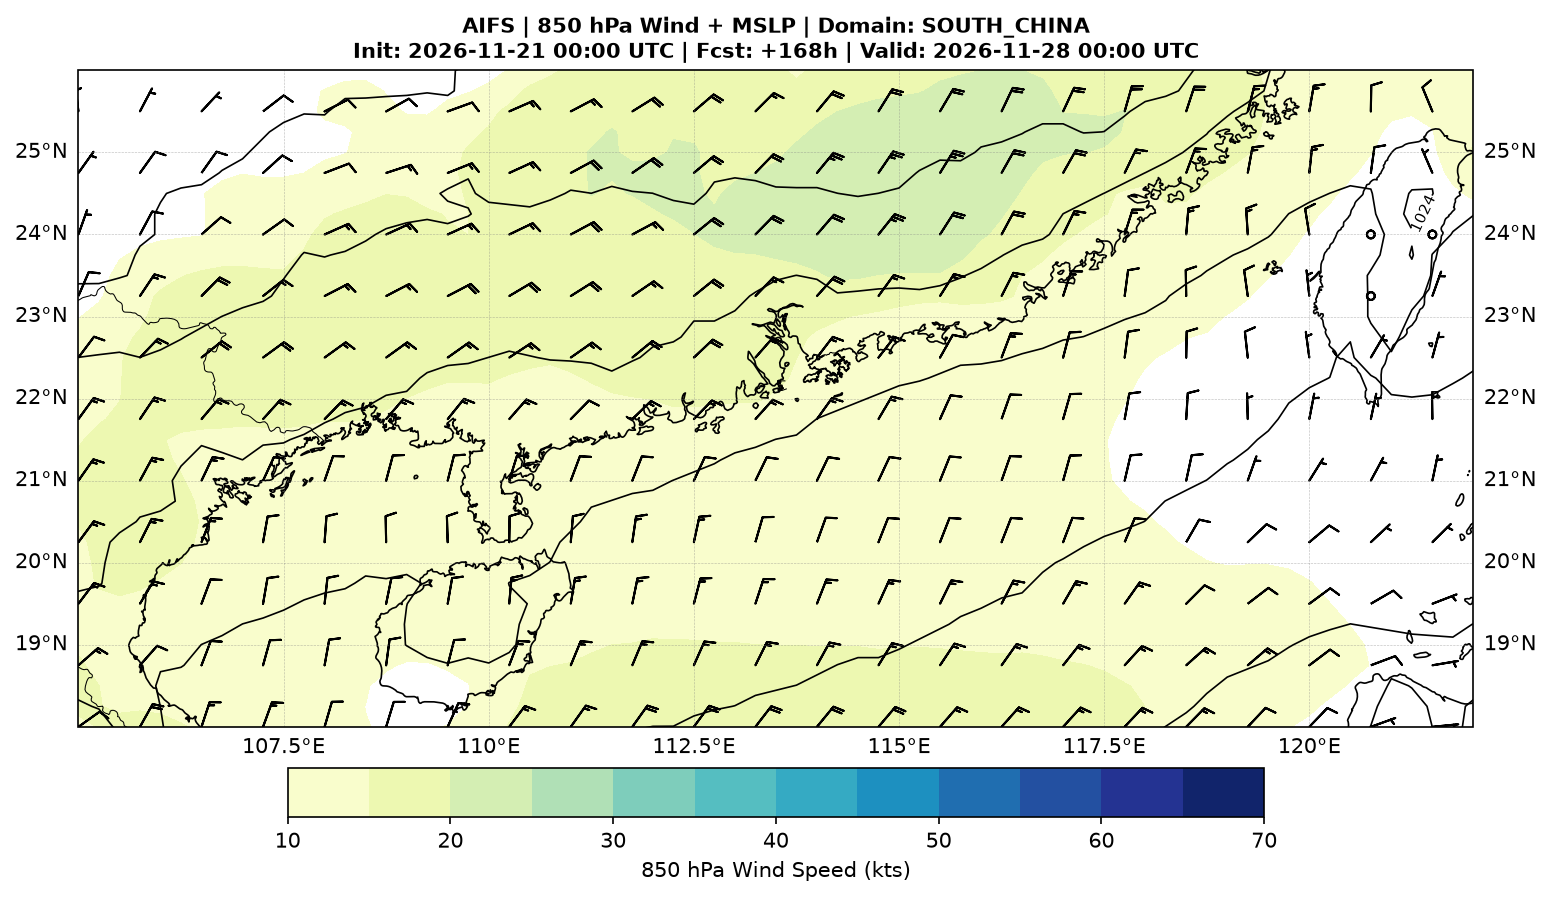 AIFS | 850 hPa Wind + MSLP | Domain: SOUTH_CHINA
Init: 2026-11-21 00:00 UTC | Fcst: +168h | Valid: 2026-11-28 00:00 UTC
25°N 25°N
1024
24°N 24°N
23°N 23°N
22°N 22°N
21°N 21°N
20°N 20°N
19°N 19°N
107.5°E 110°E 112.5°E 115°E 117.5°E 120°E
10 20 30 40 50 60 70
850 hPa Wind Speed (kts)